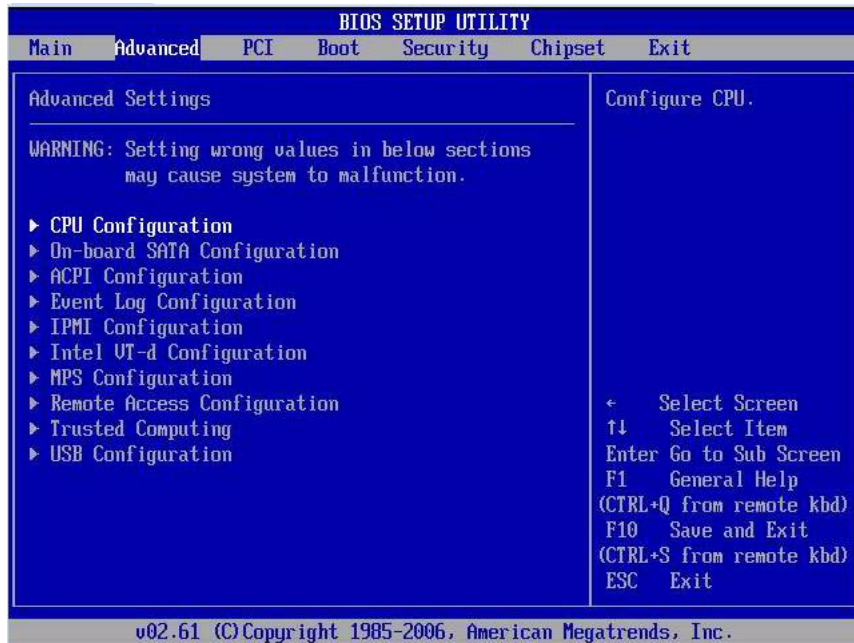 BIOS SETUP UTILITY
Main Advanced PCI Boot Security Chipset Exit
Advanced Settings
WARNING: Setting wrong values in below sections
may cause system to malfunction.
▶ CPU Configuration
▶ On-board SATA Configuration
▶ ACPI Configuration
▶ Event Log Configuration
▶ IPMI Configuration
▶ Intel VT-d Configuration
▶ MPS Configuration
▶ Remote Access Configuration
▶ Trusted Computing
▶ USB Configuration
Configure CPU.
← Select Screen
↑↓ Select Item
Enter Go to Sub Screen
F1 General Help
(CTRL+Q from remote kbd)
F10 Save and Exit
(CTRL+S from remote kbd)
ESC Exit
v02.61 (C)Copyright 1985-2006, American Megatrends, Inc.